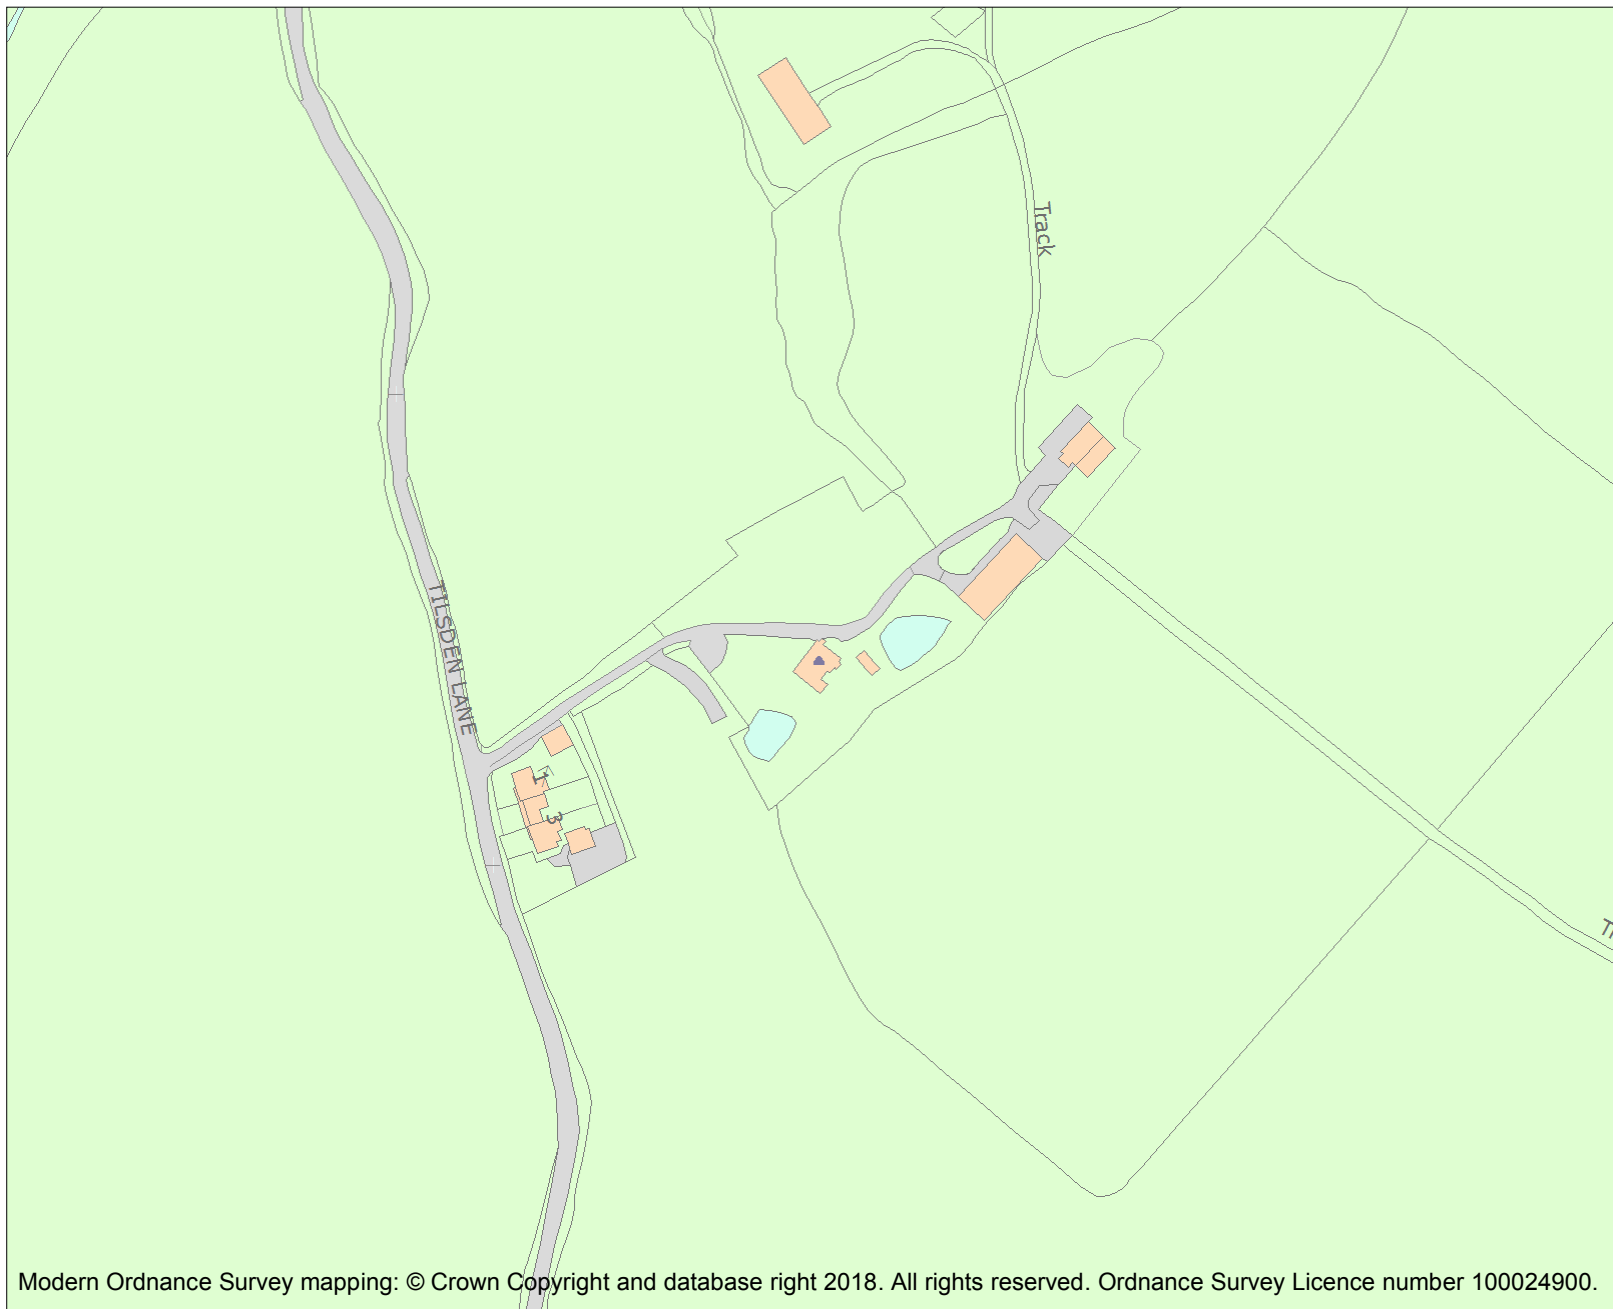 Track
TILSDEN LANE
1
3
Modern Ordnance Survey mapping: © Crown Copyright and database right 2018. All rights reserved. Ordnance Survey Licence number 100024900.